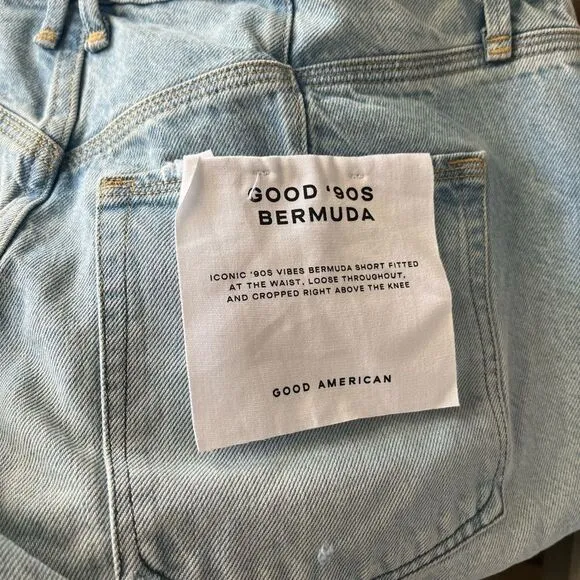 GOOD '90S
BERMUDA
ICONIC '90S VIBES BERMUDA SHORT FITTED
AT THE WAIST, LOOSE THROUGHOUT,
AND CROPPED RIGHT ABOVE THE KNEE
GOOD AMERICAN